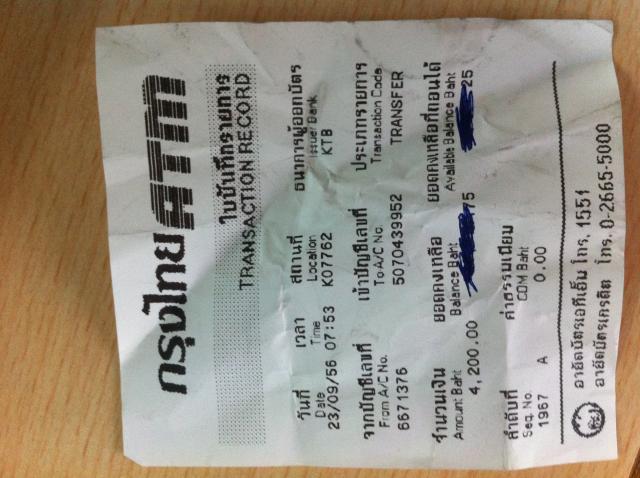 กรุงไทย ATM
ใบบันทึกรายการ
TRANSACTION RECORD
วันที่ เวลา สถานที่ ธนาคารผู้ออกบัตร
Date Time Location Issuer Bank
23/09/56 07:53 K07762 KTB
จากบัญชีเลขที่ เข้าบัญชีเลขที่ ประเภทรายการ
From A/C No. To A/C No. Transaction Code
6671376 5070439952 TRANSFER
จำนวนเงิน ยอดคงเหลือ ยอดคงเหลือที่ถอนได้
Amount Baht Balance Baht Available Balance Baht
4,200.00 75 25
ลำดับที่ ค่าธรรมเนียม
Seq. No. COM Baht
1967 A 0.00
อายัดบัตรเอทีเอ็ม โทร. 1551
อายัดบัตรเครดิต โทร. 0-2665-5000